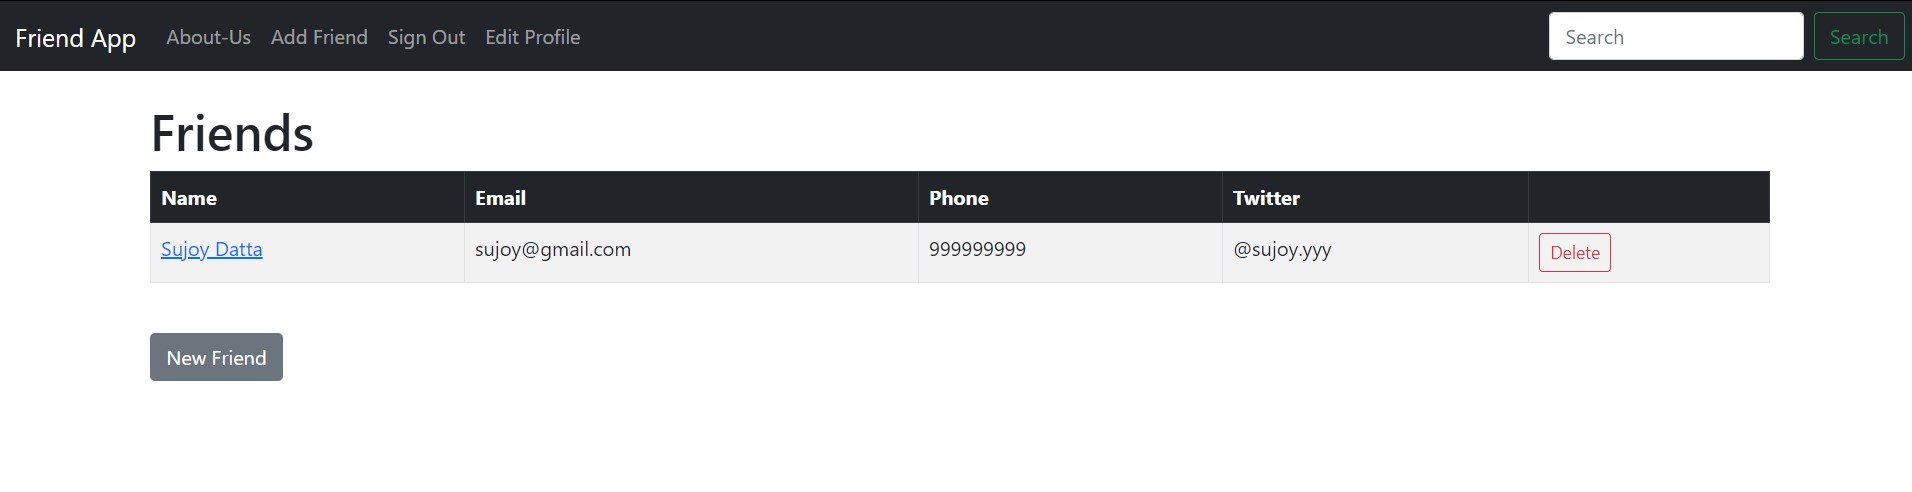 Friend App About-Us Add Friend Sign Out Edit Profile Search Search
Friends
Name Email Phone Twitter
Sujoy Datta sujoy@gmail.com 999999999 @sujoy.yyy Delete
New Friend